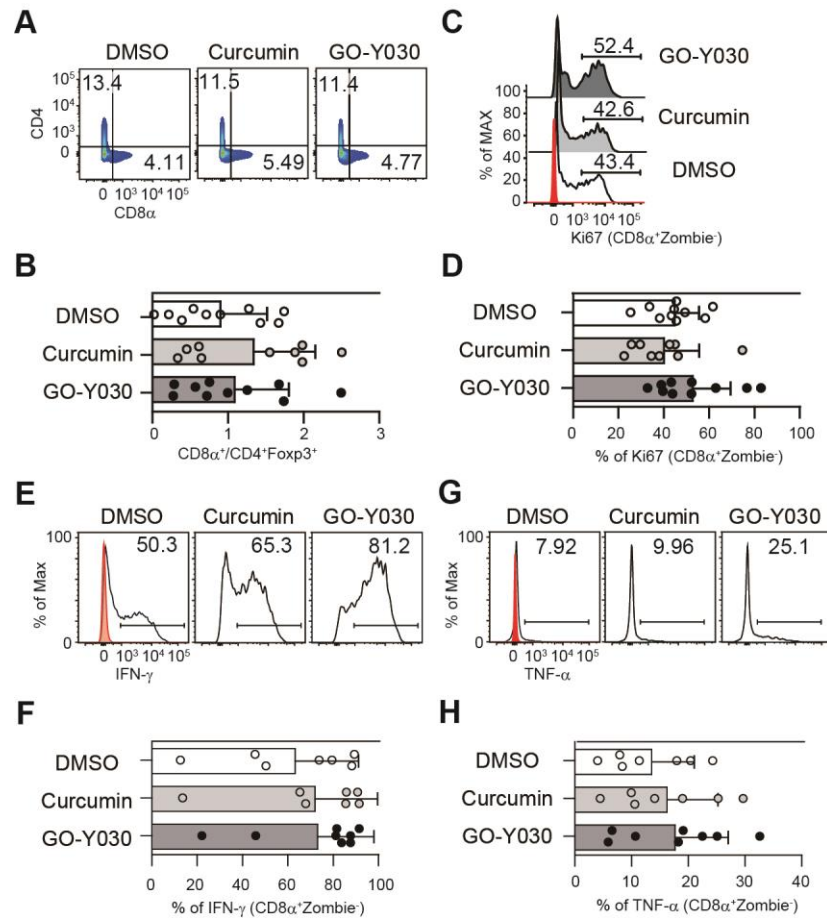 A
DMSO Curcumin GO-Y030
13.4 11.5 11.4
10⁵
10⁴
10³
0
CD4
4.11 5.49 4.77
0 10³ 10⁴ 10⁵
CD8α
C
52.4 GO-Y030
42.6 Curcumin
43.4 DMSO
100
80
60
40
20
0
% of MAX
0 10³ 10⁴ 10⁵
Ki67 (CD8α⁺Zombie⁻)
B
DMSO
Curcumin
GO-Y030
0 1 2 3
CD8α⁺/CD4⁺Foxp3⁺
D
DMSO
Curcumin
GO-Y030
0 20 40 60 80 100
% of Ki67 (CD8α⁺Zombie⁻)
E
DMSO Curcumin GO-Y030
100 50.3 65.3 81.2
% of Max
0
0 10³ 10⁴ 10⁵
IFN-γ
G
DMSO Curcumin GO-Y030
100 7.92 9.96 25.1
% of Max
0
0 10³ 10⁴ 10⁵
TNF-α
F
DMSO
Curcumin
GO-Y030
0 20 40 60 80 100
% of IFN-γ (CD8α⁺Zombie⁻)
H
DMSO
Curcumin
GO-Y030
0 20 40
% of TNF-α (CD8α⁺Zombie⁻)